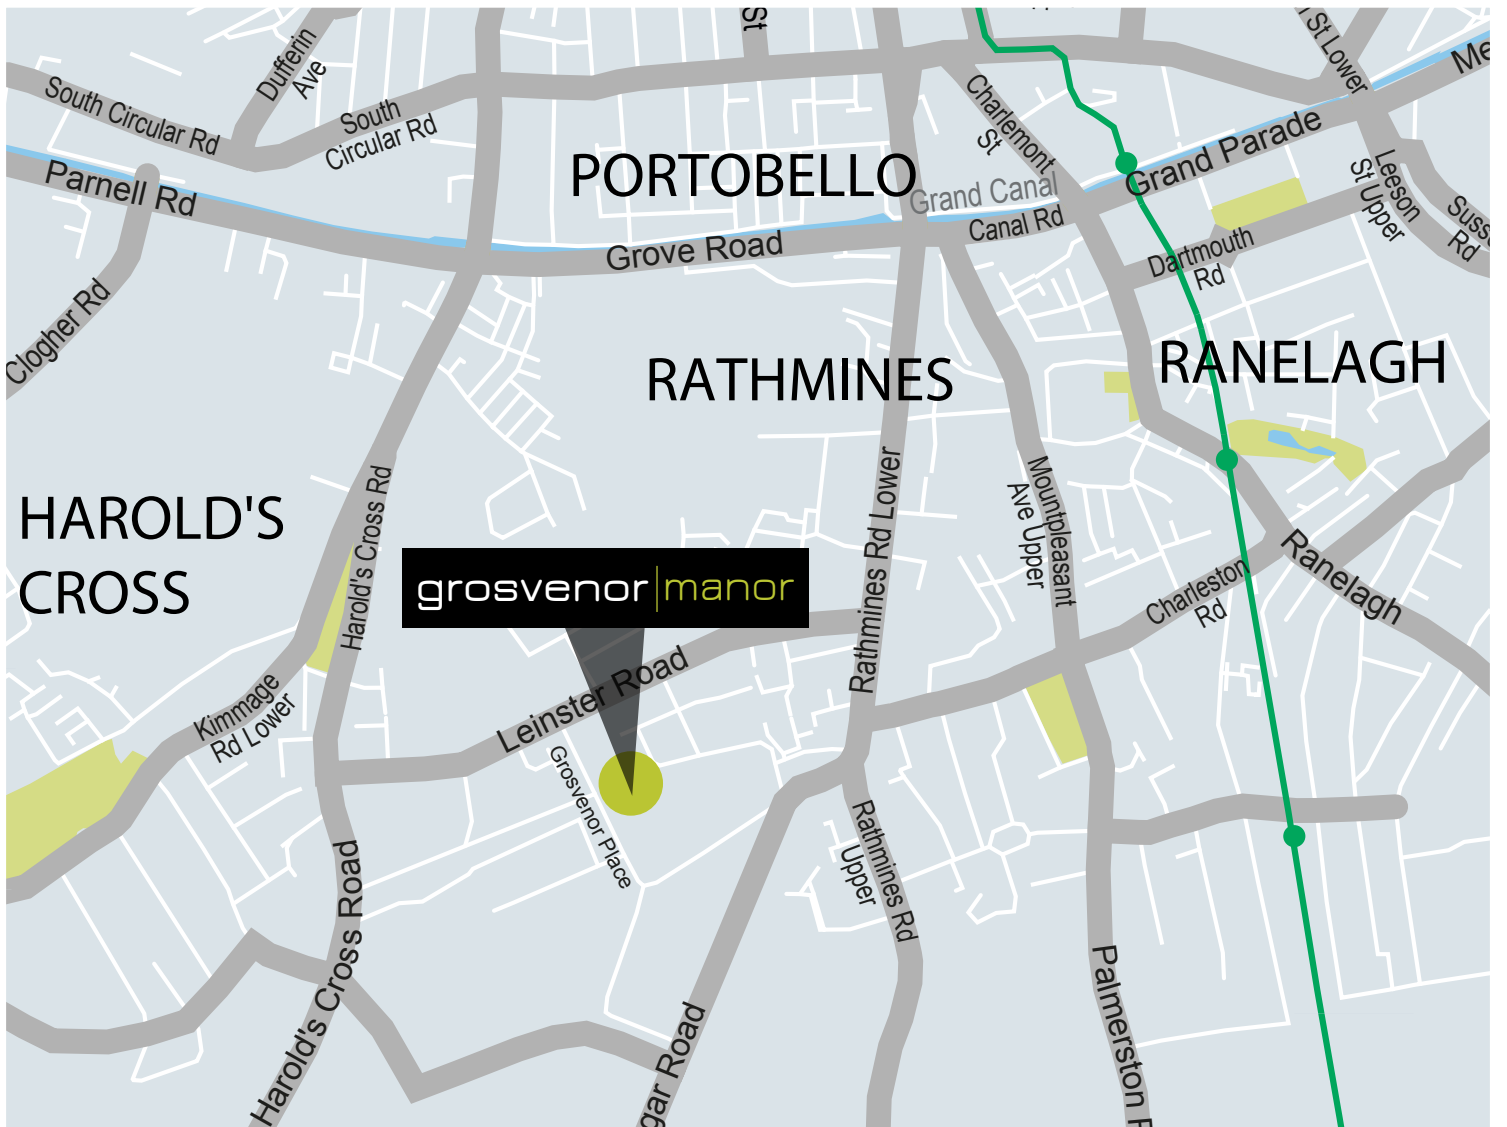 St
St Lower
Dufferin
Ave
South Circular Rd
South
Circular Rd
Charlemont
St
Grand Parade
Parnell Rd
PORTOBELLO
Grand Canal
Canal Rd
Grove Road
Leeson
St Upper
Rd
Dartmouth
Rd
Clogher Rd
RATHMINES
RANELAGH
HAROLD'S
CROSS
Harold's Cross Rd
Rathmines Rd Lower
Mountpleasant
Ave Upper
Ranelagh
Charleston
Rd
grosvenor|manor
Leinster Road
Kimmage
Rd Lower
Grosvenor Place
Rathmines Rd
Upper
Harold's Cross Road
Palmerston
gar Road